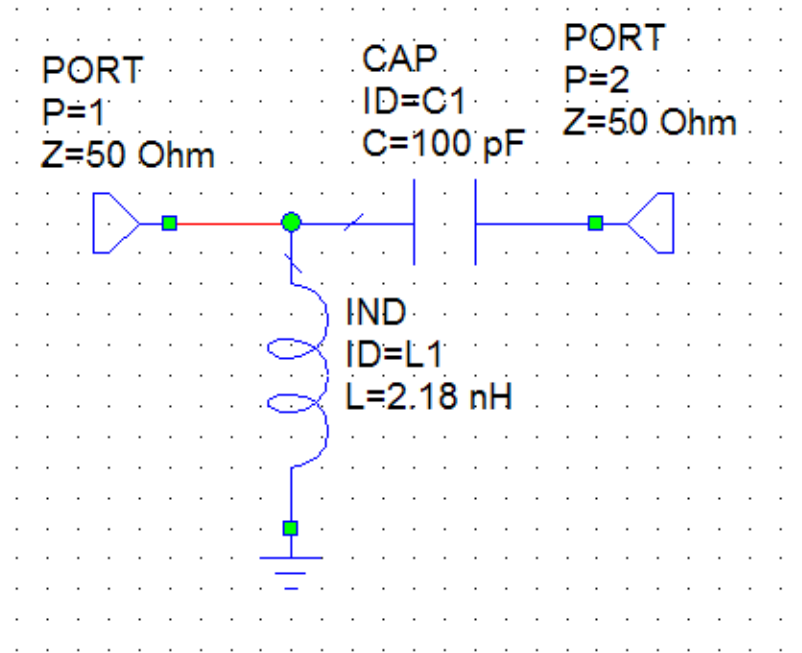 PORT
P=1
Z=50 Ohm
CAP
ID=C1
C=100 pF
PORT
P=2
Z=50 Ohm
IND
ID=L1
L=2.18 nH